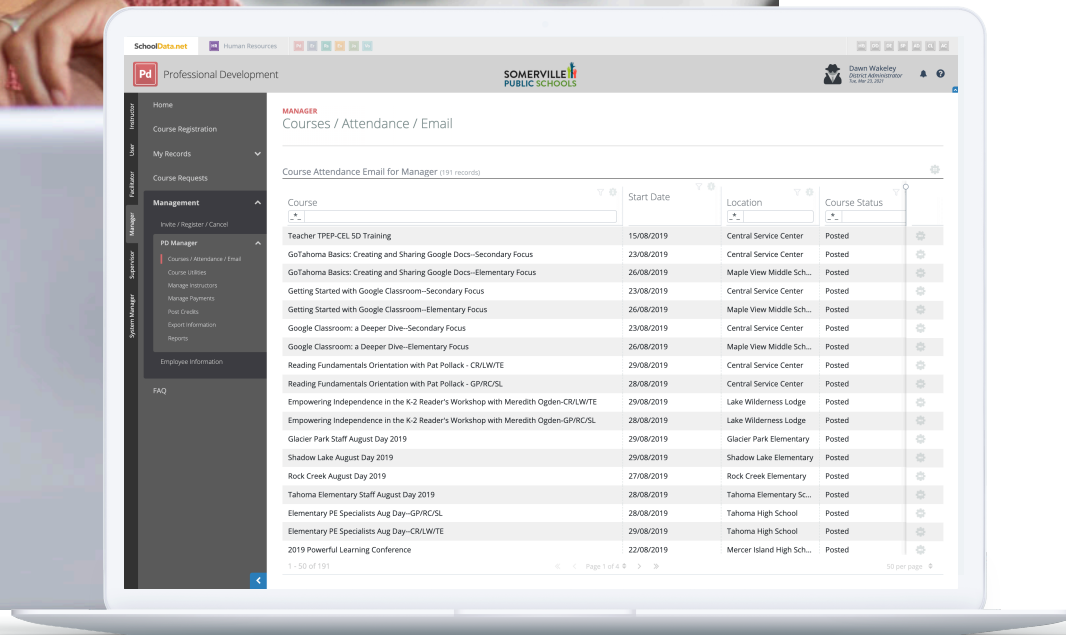 SchoolData.net
HR Human Resources
Pd Professional Development
SOMERVILLE
PUBLIC SCHOOLS
Dawn Wakeley
District Administrator
Tue, Mar 23, 2021
Instructor
User
Facilitator
Manager
Supervisor
System Manager
Home
Course Registration
My Records
Course Requests
Management
Invite / Register / Cancel
PD Manager
Courses / Attendance / Email
Course Utilities
Manage Instructors
Manage Payments
Post Credits
Export Information
Reports
Employee Information
FAQ
MANAGER
Courses / Attendance / Email
Course Attendance Email for Manager (191 records)
Course Start Date Location Course Status
_*_ _*_ _*_
Teacher TPEP-CEL 5D Training 15/08/2019 Central Service Center Posted
GoTahoma Basics: Creating and Sharing Google Docs--Secondary Focus 23/08/2019 Central Service Center Posted
GoTahoma Basics: Creating and Sharing Google Docs--Elementary Focus 26/08/2019 Maple View Middle Sch... Posted
Getting Started with Google Classroom--Secondary Focus 23/08/2019 Central Service Center Posted
Getting Started with Google Classroom--Elementary Focus 26/08/2019 Maple View Middle Sch... Posted
Google Classroom: a Deeper Dive--Secondary Focus 23/08/2019 Central Service Center Posted
Google Classroom: a Deeper Dive--Elementary Focus 26/08/2019 Maple View Middle Sch... Posted
Reading Fundamentals Orientation with Pat Pollack - CR/LW/TE 29/08/2019 Central Service Center Posted
Reading Fundamentals Orientation with Pat Pollack - GP/RC/SL 28/08/2019 Central Service Center Posted
Empowering Independence in the K-2 Reader's Workshop with Meredith Ogden-CR/LW/TE 29/08/2019 Lake Wilderness Lodge Posted
Empowering Independence in the K-2 Reader's Workshop with Meredith Ogden-GP/RC/SL 28/08/2019 Lake Wilderness Lodge Posted
Glacier Park Staff August Day 2019 29/08/2019 Glacier Park Elementary Posted
Shadow Lake August Day 2019 29/08/2019 Shadow Lake Elementary Posted
Rock Creek August Day 2019 27/08/2019 Rock Creek Elementary Posted
Tahoma Elementary Staff August Day 2019 28/08/2019 Tahoma Elementary Sc... Posted
Elementary PE Specialists Aug Day--GP/RC/SL 28/08/2019 Tahoma High School Posted
Elementary PE Specialists Aug Day--CR/LW/TE 29/08/2019 Tahoma High School Posted
2019 Powerful Learning Conference 22/08/2019 Mercer Island High Sch... Posted
1 - 50 of 191 Page 1 of 4 50 per page